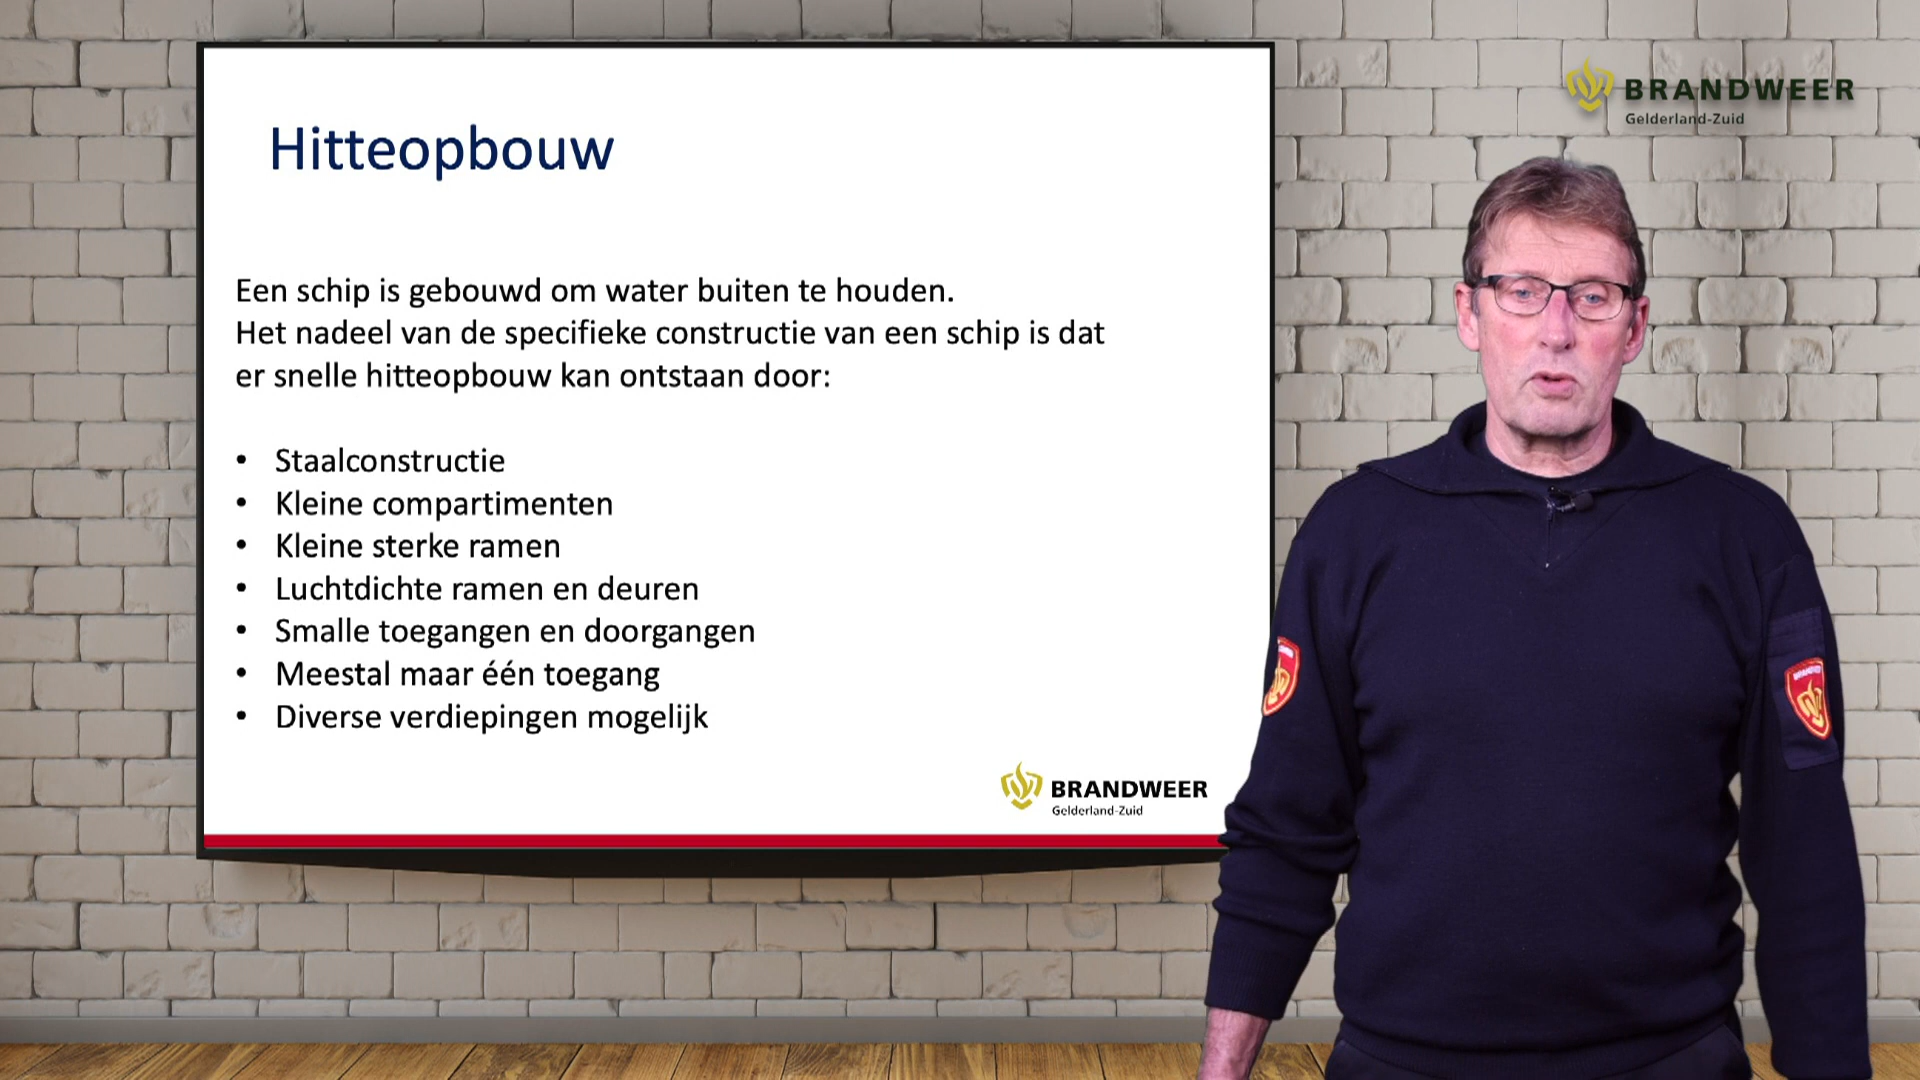 Hitteopbouw
Een schip is gebouwd om water buiten te houden.
Het nadeel van de specifieke constructie van een schip is dat
er snelle hitteopbouw kan ontstaan door:
• Staalconstructie
• Kleine compartimenten
• Kleine sterke ramen
• Luchtdichte ramen en deuren
• Smalle toegangen en doorgangen
• Meestal maar één toegang
• Diverse verdiepingen mogelijk
BRANDWEER
Gelderland-Zuid
BRANDWEER
Gelderland-Zuid